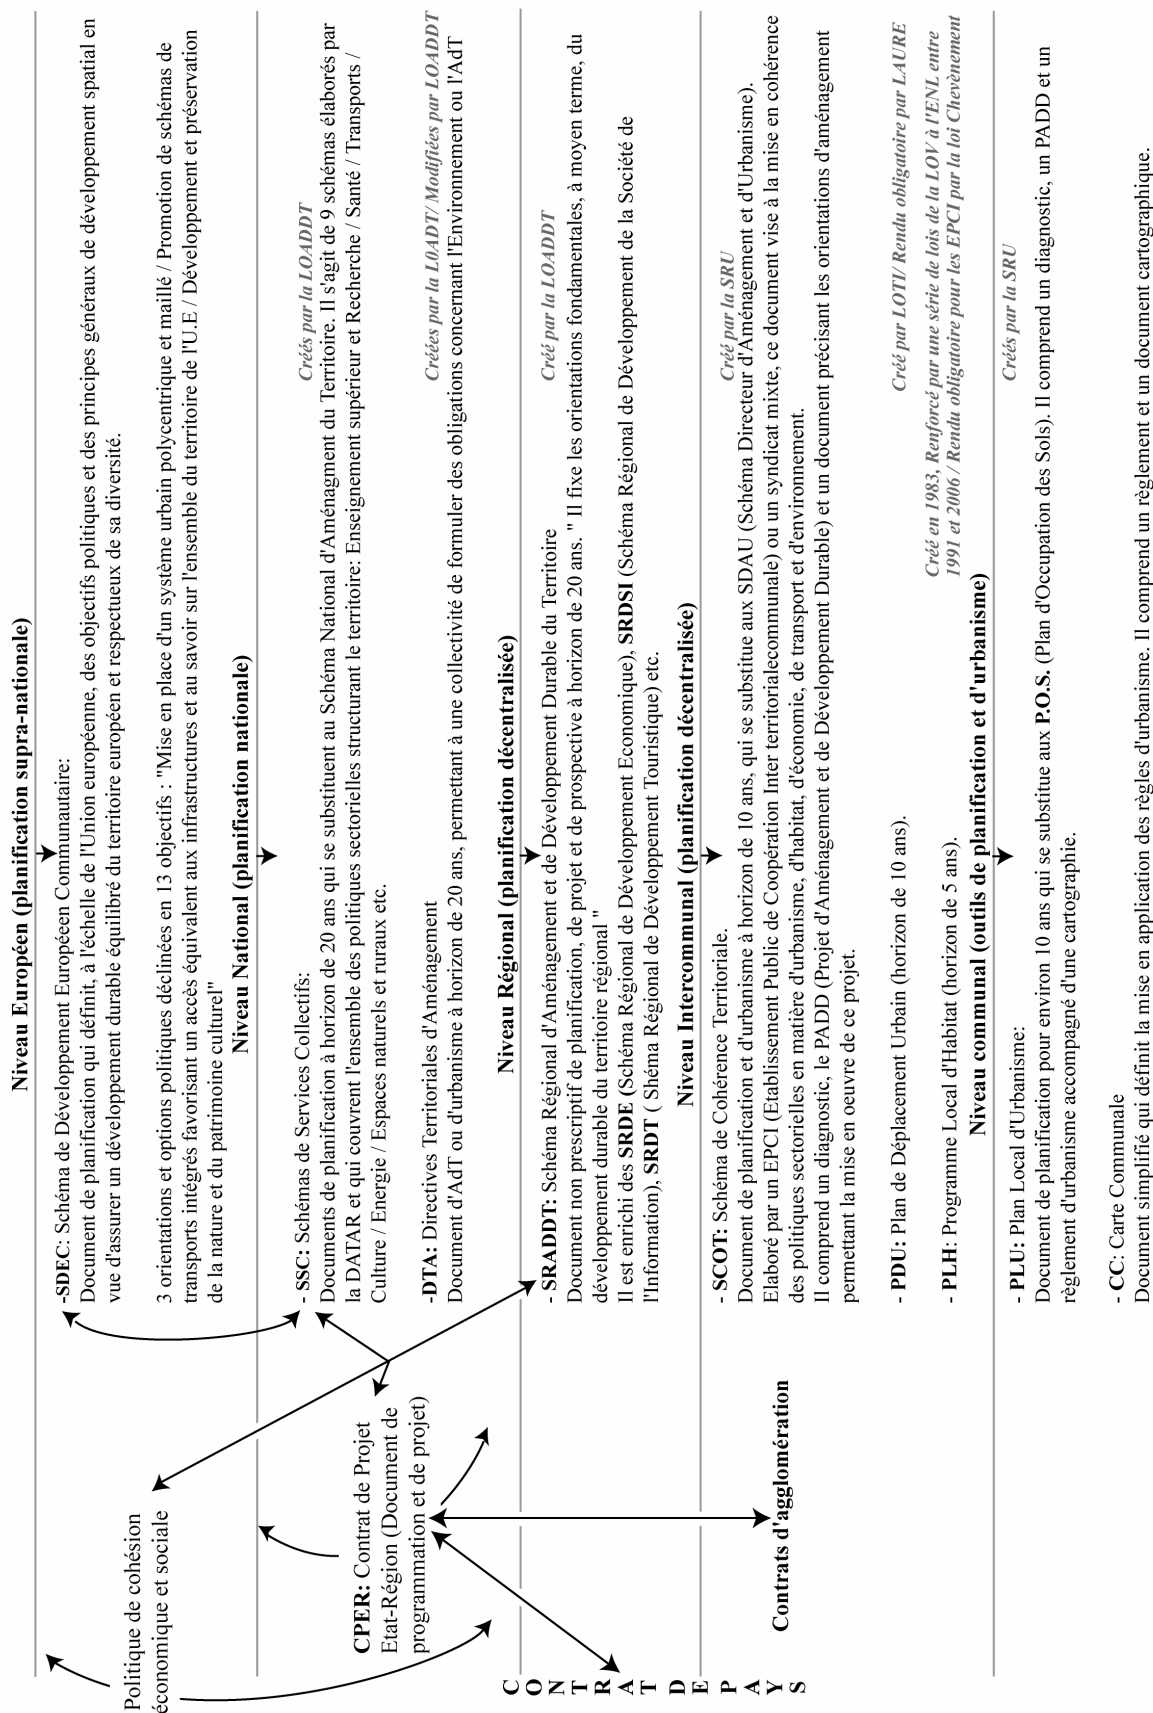 Niveau Européen (planification supra-nationale)
-SDEC: Schéma de Développement Européeen Communautaire:
Document de planification qui définit, à l'échelle de l'Union européenne, des objectifs politiques et des principes généraux de développement spatial en
vue d'assurer un développement durable équilibré du territoire européen et respectueux de sa diversité.
3 orientations et options politiques déclinées en 13 objectifs : "Mise en place d'un système urbain polycentrique et maillé / Promotion de schémas de
transports intégrés favorisant un accès équivalent aux infrastructures et au savoir sur l'ensemble du territoire de l'U.E / Développement et préservation
de la nature et du patrimoine culturel"
Politique de cohésion
économique et sociale
Niveau National (planification nationale)
Créés par la LOADDT
- SSC: Schémas de Services Collectifs:
Documents de planification à horizon de 20 ans qui se substituent au Schéma National d'Aménagment du Territoire. Il s'agit de 9 schémas élaborés par
la DATAR et qui couvrent l'ensemble des politiques sectorielles structurant le territoire: Enseignement supérieur et Recherche / Santé / Transports /
Culture / Energie / Espaces naturels et ruraux etc.
Créées par la L0ADT/ Modifiées par LOADDT
-DTA: Directives Territoriales d'Aménagement
Document d'AdT ou d'urbanisme à horizon de 20 ans, permettant à une collectivité de formuler des obligations concernant l'Environnement ou l'AdT
CPER: Contrat de Projet
Etat-Région (Document de
programmation et de projet)
Niveau Régional (planification décentralisée)
Créé par la LOADDT
- SRADDT: Schéma Régional d'Aménagement et de Développement Durable du Territoire
Document non prescriptif de planification, de projet et de prospective à horizon de 20 ans. " Il fixe les orientations fondamentales, à moyen terme, du
développement durable du territoire régional "
Il est enrichi des SRDE (Schéma Régional de Développement Economique), SRDSI (Schéma Régional de Développement de la Société de
l'Information), SRDT ( Shéma Régional de Développement Touristique) etc.
Niveau Intercommunal (planification décentralisée)
Créé par la SRU
- SCOT: Schéma de Cohérence Territoriale.
Document de planification et d'urbanisme à horizon de 10 ans, qui se substitue aux SDAU (Schéma Directeur d'Aménagement et d'Urbanisme).
Elaboré par un EPCI (Etablissement Public de Coopération Inter territorialecommunale) ou un syndicat mixte, ce document vise à la mise en cohérence
des politiques sectorielles en matière d'urbanisme, d'habitat, d'économie, de transport et d'environnement.
Il comprend un diagnostic, le PADD (Projet d'Aménagement et de Développement Durable) et un document précisant les orientations d'aménagement
permettant la mise en oeuvre de ce projet.
Créé par LOTI/ Rendu obligatoire par LAURE
- PDU: Plan de Déplacement Urbain (horizon de 10 ans).
Créé en 1983, Renforcé par une série de lois de la LOV à l'ENL entre
1991 et 2006 / Rendu obligatoire pour les EPCI par la loi Chevènement
- PLH: Programme Local d'Habitat (horizon de 5 ans).
Contrats d'agglomération
C
O
N
T
R
A
T
D
E
P
A
Y
S
Niveau communal (outils de planification et d'urbanisme)
Créés par la SRU
- PLU: Plan Local d'Urbanisme:
Document de planification pour environ 10 ans qui se substitue aux P.O.S. (Plan d'Occupation des Sols). Il comprend un diagnostic, un PADD et un
règlement d'urbanisme accompagné d'une cartographie.
- CC: Carte Communale
Document simplifié qui définit la mise en application des règles d'urbanisme. Il comprend un règlement et un document cartographique.